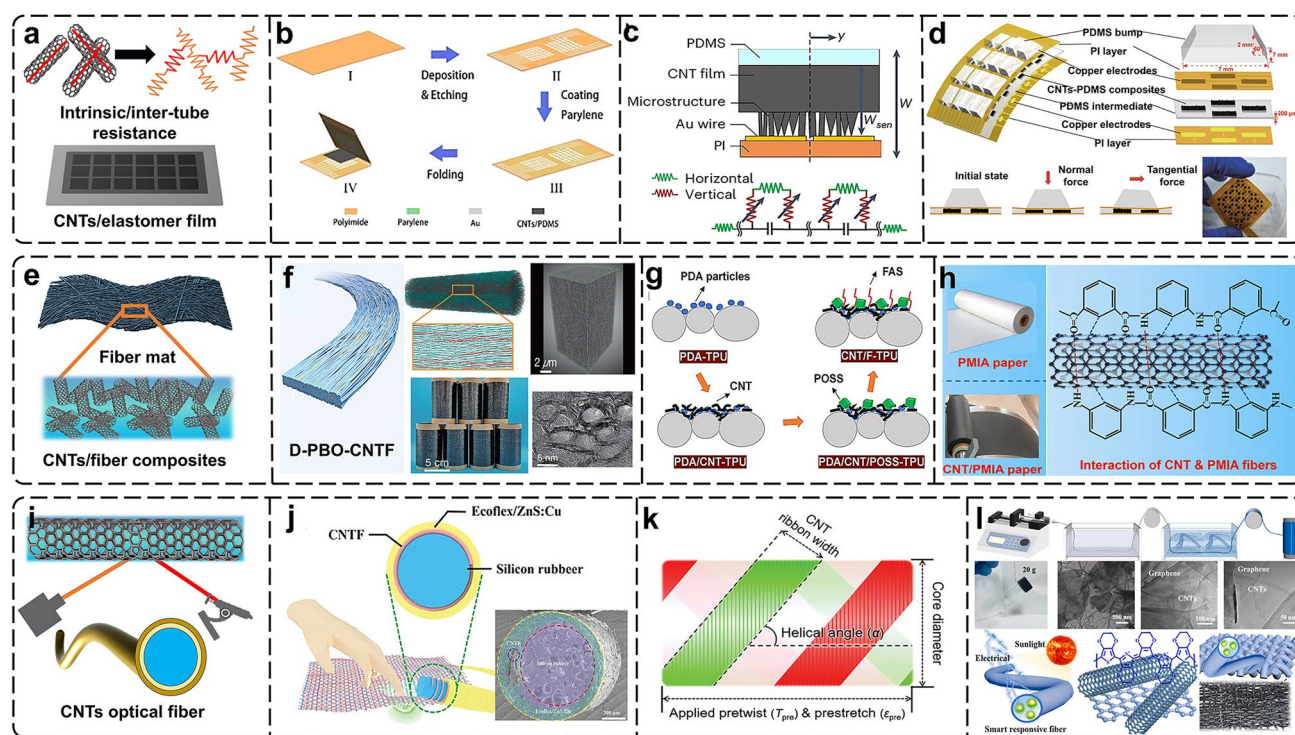 a
Intrinsic/inter-tube
resistance
CNTs/elastomer film
b
I
Deposition
& Etching
II
Coating
Parylene
IV
Folding
III
Polyimide
Parylene
Au
CNTs/PDMS
c
y
PDMS
CNT film
Microstructure
Au wire
PI
Wsen
W
Horizontal
Vertical
d
PDMS bump
PI layer
Copper electrodes
CNTs-PDMS composites
PDMS intermediate
Copper electrodes
PI layer
2 mm
60°
7 mm
7 mm
200 μm
Initial state
Normal
force
Tangential
force
e
Fiber mat
CNTs/fiber composites
f
D-PBO-CNTF
2 μm
5 cm
5 nm
g
PDA particles
PDA-TPU
FAS
CNT/F-TPU
CNT
PDA/CNT-TPU
POSS
PDA/CNT/POSS-TPU
h
PMIA paper
CNT/PMIA paper
Interaction of CNT & PMIA fibers
i
CNTs optical fiber
j
Ecoflex/ZnS:Cu
CNTF
Silicon rubbeer
CNTF
Silicon rubber
Ecoflex/ZnS:Cu
k
CNT
ribbon width
Helical angle (α)
Core diameter
Applied pretwist (Tpre) & prestretch (εpre)
l
20 g
500 nm
Graphene
CNTs
100 nm
Graphene
CNTs
50 nm
Sunlight
Electrical
Smart responsive fiber